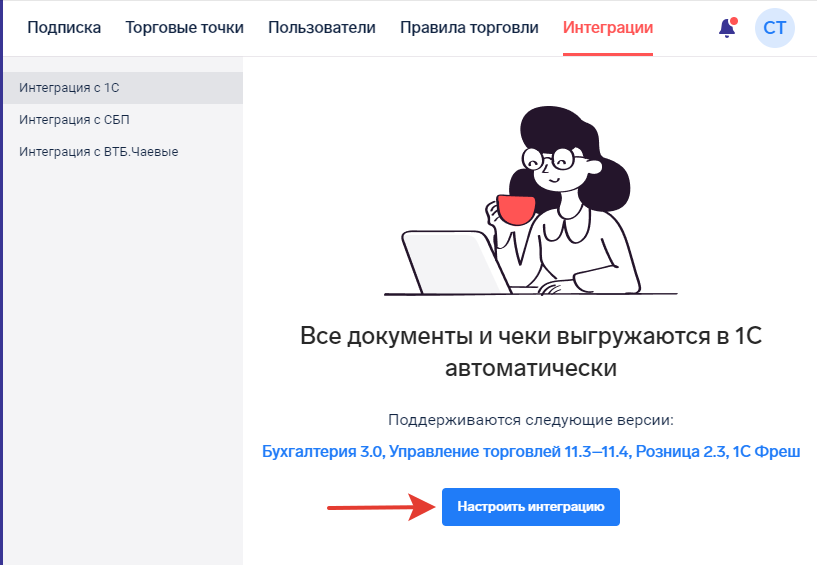 Подписка Торговые точки Пользователи Правила торговли Интеграции СТ
Интеграция с 1С
Интеграция с СБП
Интеграция с ВТБ.Чаевые
Все документы и чеки выгружаются в 1С
автоматически
Поддерживаются следующие версии:
Бухгалтерия 3.0, Управление торговлей 11.3—11.4, Розница 2.3, 1С Фреш
Настроить интеграцию